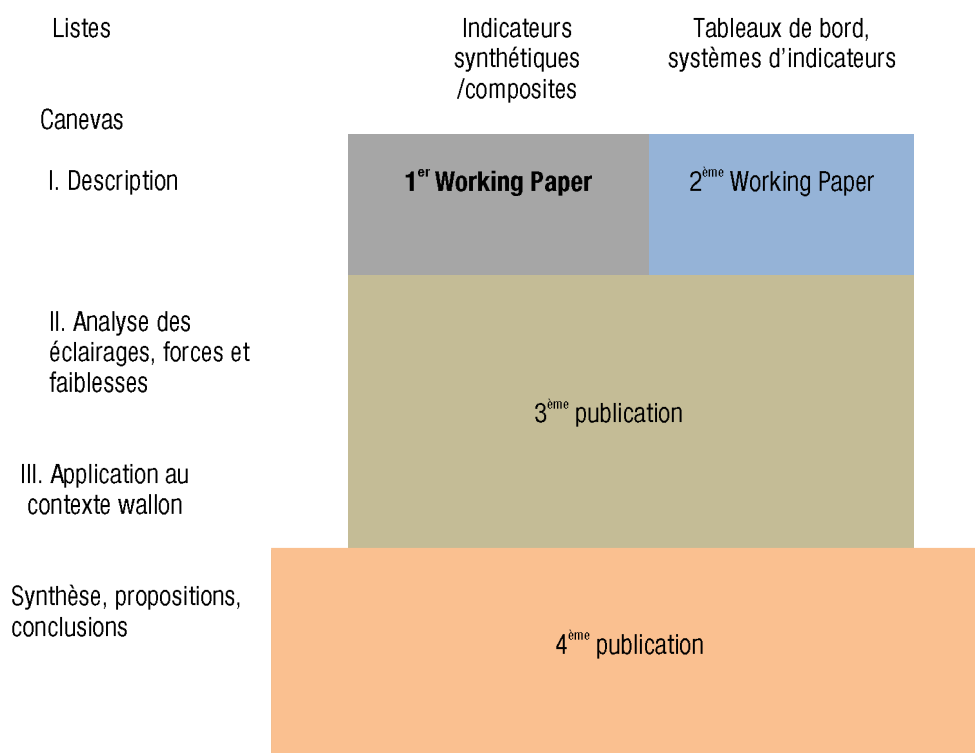 Listes
Indicateurs
synthétiques
/composites
Tableaux de bord,
systèmes d'indicateurs
Canevas
I. Description
1er Working Paper
2ème Working Paper
II. Analyse des
éclairages, forces et
faiblesses
3ème publication
III. Application au
contexte wallon
Synthèse, propositions,
conclusions
4ème publication